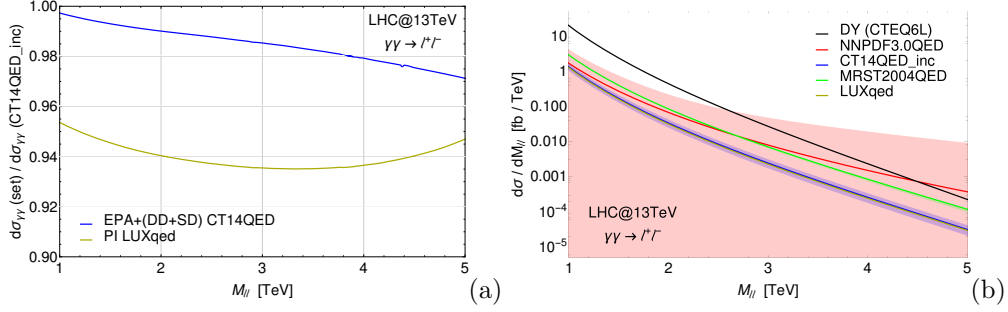 dσγγ(set) / dσγγ (CT14QED_inc)
1.00
0.98
0.96
0.94
0.92
0.90
LHC@13TeV
γγ → l⁺l⁻
EPA+(DD+SD) CT14QED
PI LUXqed
1 2 3 4 5
Mll [TeV]
(a)
dσ/dMll [fb / TeV]
10
1
0.100
0.010
0.001
10⁻⁴
10⁻⁵
DY (CTEQ6L)
NNPDF3.0QED
CT14QED_inc
MRST2004QED
LUXqed
LHC@13TeV
γγ → l⁺l⁻
1 2 3 4 5
Mll [TeV]
(b)